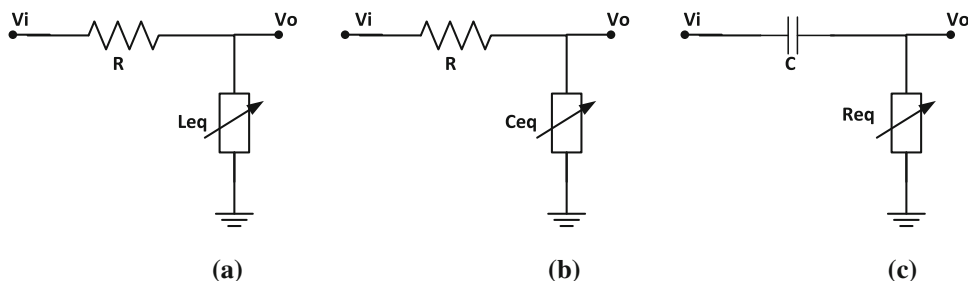 Vi Vo Vi Vo Vi Vo
R R C
Leq Ceq Req
(a) (b) (c)